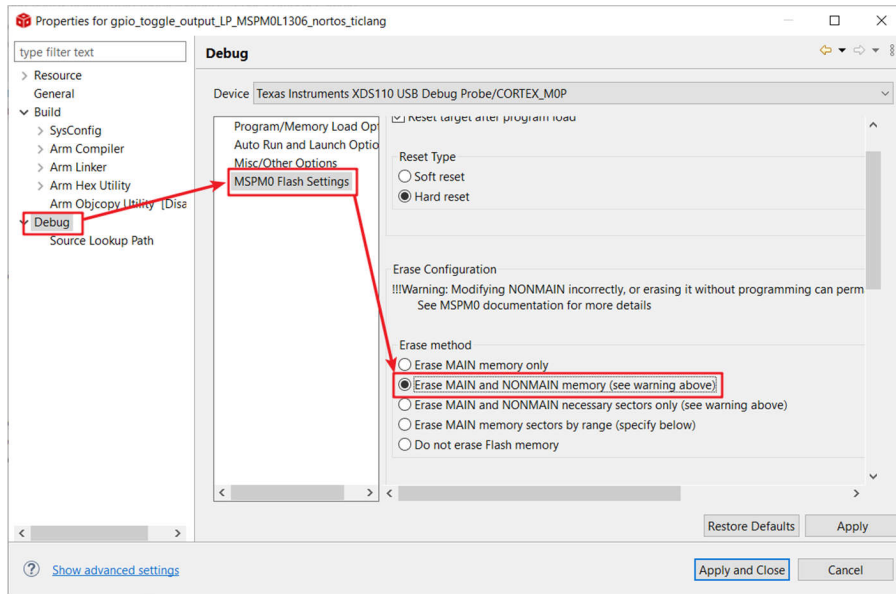 Properties for gpio_toggle_output_LP_MSPM0L1306_nortos_ticlang
type filter text
Resource
General
Build
SysConfig
Arm Compiler
Arm Linker
Arm Hex Utility
Arm Objcopy Utility [Disa
Debug
Source Lookup Path
Debug
Device Texas Instruments XDS110 USB Debug Probe/CORTEX_M0P
Program/Memory Load Opt
Auto Run and Launch Optio
Misc/Other Options
MSPM0 Flash Settings
Reset target after program load
Reset Type
Soft reset
Hard reset
Erase Configuration
!!!Warning: Modifying NONMAIN incorrectly, or erasing it without programming can perm
See MSPM0 documentation for more details
Erase method
Erase MAIN memory only
Erase MAIN and NONMAIN memory (see warning above)
Erase MAIN and NONMAIN necessary sectors only (see warning above)
Erase MAIN memory sectors by range (specify below)
Do not erase Flash memory
Restore Defaults
Apply
Show advanced settings
Apply and Close
Cancel